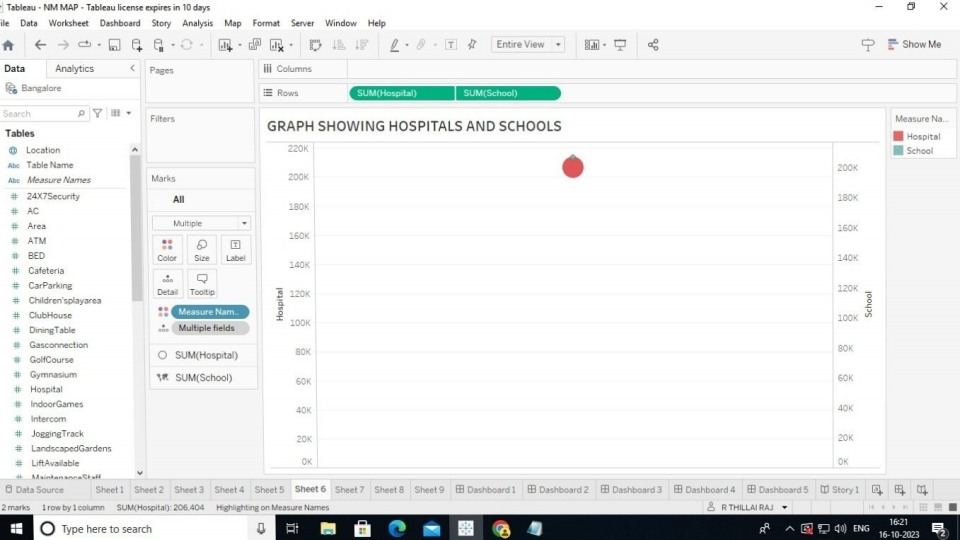 Tableau - NM MAP - Tableau license expires in 10 days
ile Data Worksheet Dashboard Story Analysis Map Format Server Window Help
Entire View
Show Me
Data Analytics
Bangalore
Search
Tables
Location
Abc Table Name
Abc Measure Names
# 24X7Security
# AC
# Area
# ATM
# BED
# Cafeteria
# CarParking
# Children'splayarea
# ClubHouse
# DiningTable
# Gasconnection
# GolfCourse
# Gymnasium
# Hospital
# IndoorGames
# Intercom
# JoggingTrack
# LandscapedGardens
# LiftAvailable
# MaintenanceStaff
Pages
Filters
Marks
All
Multiple
Color Size Label
Detail Tooltip
Measure Nam..
Multiple fields
SUM(Hospital)
SUM(School)
Columns
Rows SUM(Hospital) SUM(School)
GRAPH SHOWING HOSPITALS AND SCHOOLS
220K
200K
180K
160K
140K
120K
100K
80K
60K
40K
20K
0K
Hospital
200K
180K
160K
140K
120K
100K
80K
60K
40K
20K
0K
School
Measure Na...
Hospital
School
Data Source Sheet 1 Sheet 2 Sheet 3 Sheet 4 Sheet 5 Sheet 6 Sheet 7 Sheet 8 Sheet 9 Dashboard 1 Dashboard 2 Dashboard 3 Dashboard 4 Dashboard 5 Story 1
2 marks 1 row by 1 column SUM(Hospital): 206,404 Highlighting on Measure Names R THILLAI RAJ
Type here to search
ENG
16:21
16-10-2023
2